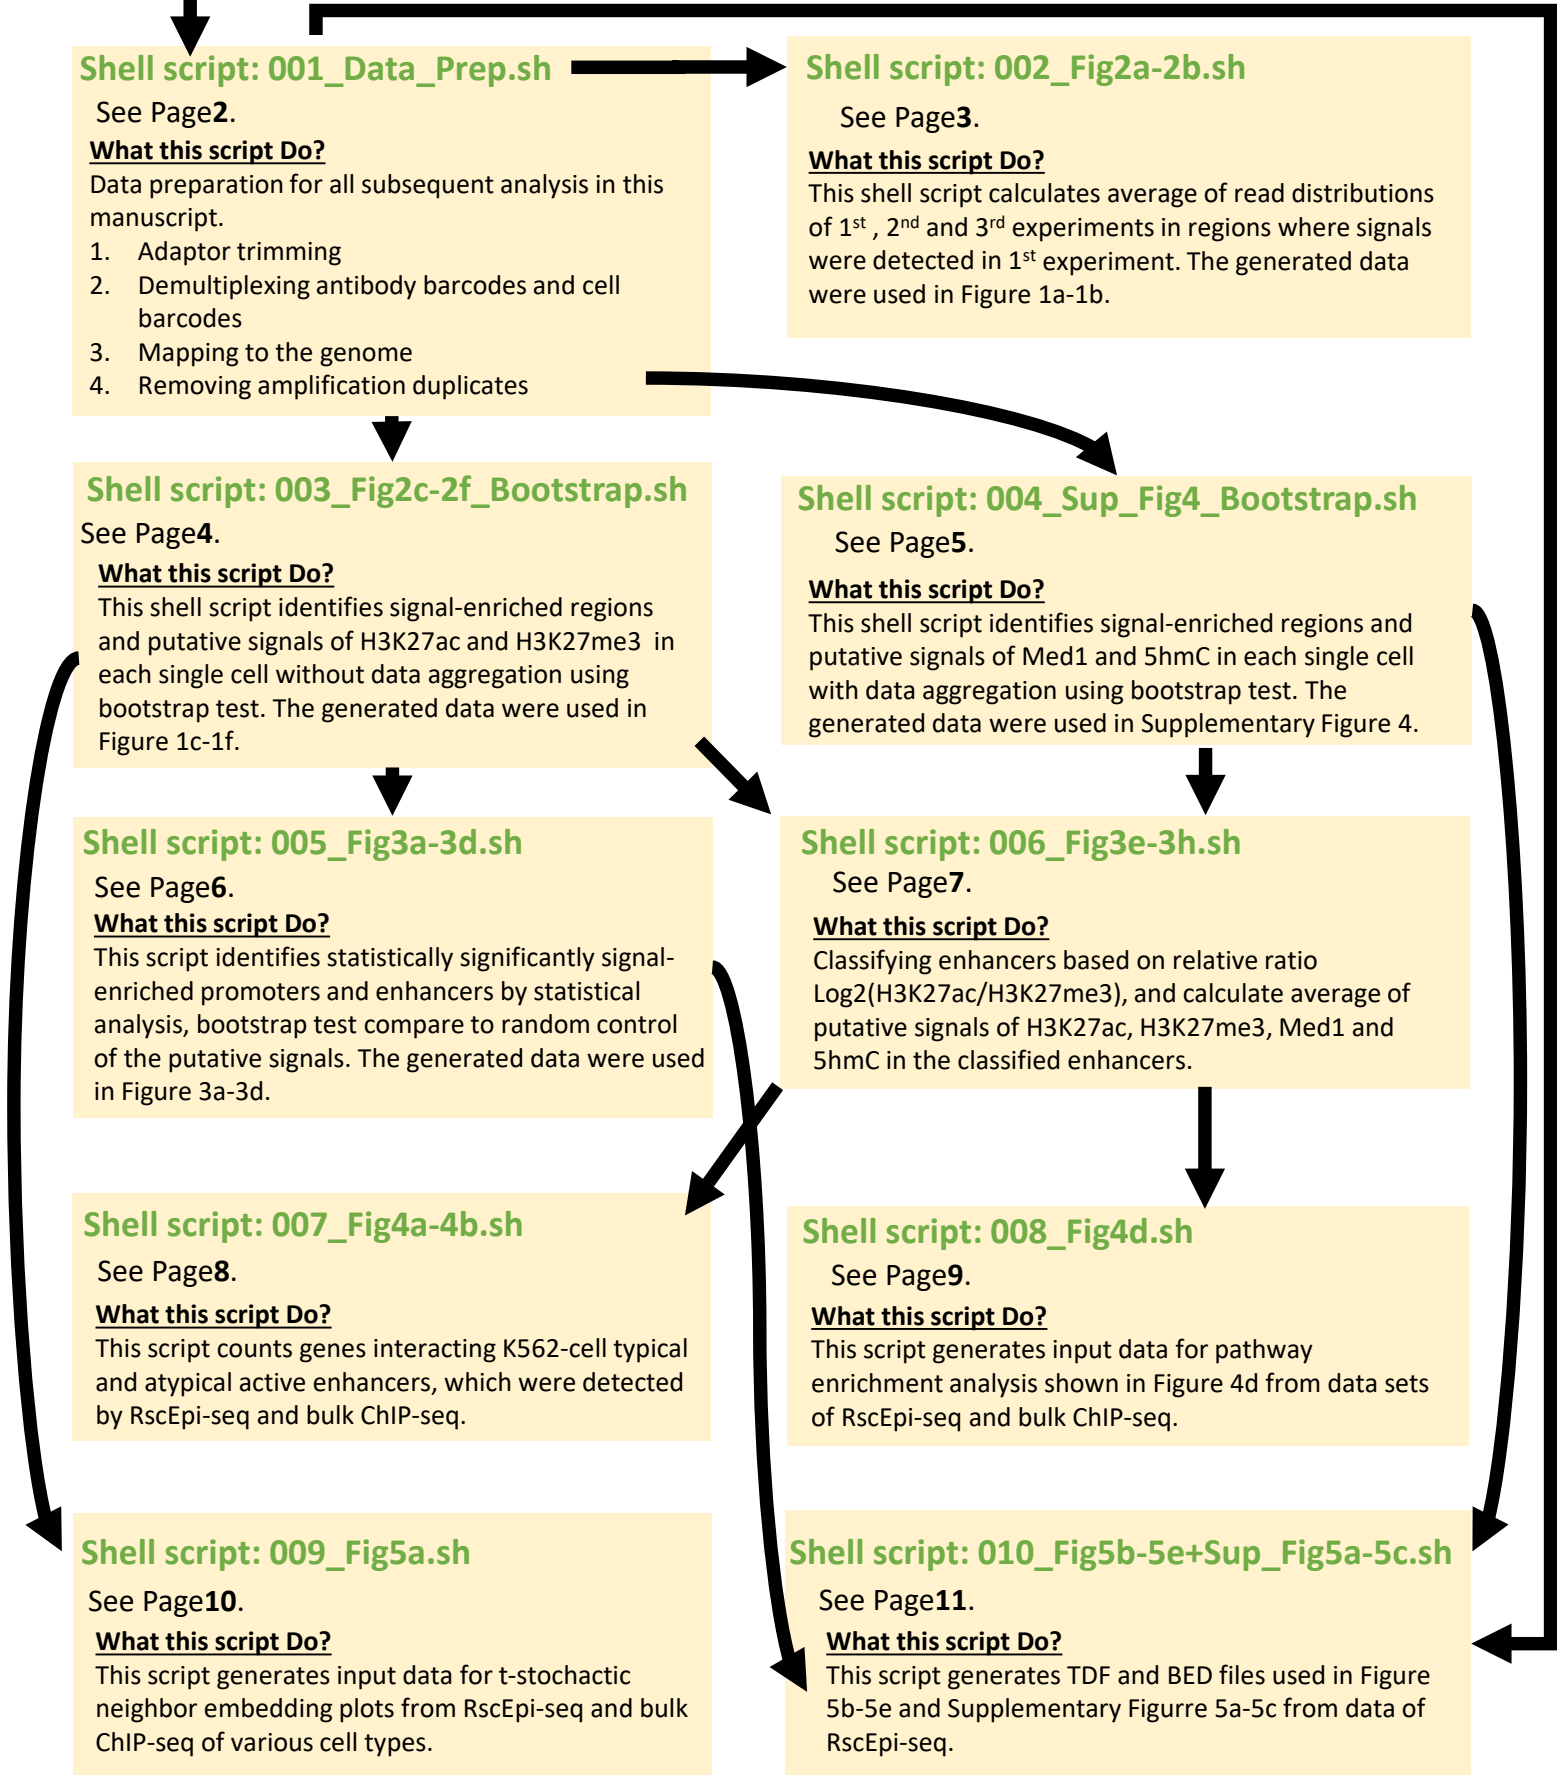 Shell script: 001_Data_Prep.sh
See Page2.
What this script Do?
Data preparation for all subsequent analysis in this
manuscript.
1. Adaptor trimming
2. Demultiplexing antibody barcodes and cell
barcodes
3. Mapping to the genome
4. Removing amplification duplicates
Shell script: 002_Fig2a-2b.sh
See Page3.
What this script Do?
This shell script calculates average of read distributions
of 1st , 2nd and 3rd experiments in regions where signals
were detected in 1st experiment. The generated data
were used in Figure 1a-1b.
Shell script: 003_Fig2c-2f_Bootstrap.sh
See Page4.
What this script Do?
This shell script identifies signal-enriched regions
and putative signals of H3K27ac and H3K27me3 in
each single cell without data aggregation using
bootstrap test. The generated data were used in
Figure 1c-1f.
Shell script: 004_Sup_Fig4_Bootstrap.sh
See Page5.
What this script Do?
This shell script identifies signal-enriched regions and
putative signals of Med1 and 5hmC in each single cell
with data aggregation using bootstrap test. The
generated data were used in Supplementary Figure 4.
Shell script: 005_Fig3a-3d.sh
See Page6.
What this script Do?
This script identifies statistically significantly signal-
enriched promoters and enhancers by statistical
analysis, bootstrap test compare to random control
of the putative signals. The generated data were used
in Figure 3a-3d.
Shell script: 006_Fig3e-3h.sh
See Page7.
What this script Do?
Classifying enhancers based on relative ratio
Log2(H3K27ac/H3K27me3), and calculate average of
putative signals of H3K27ac, H3K27me3, Med1 and
5hmC in the classified enhancers.
Shell script: 007_Fig4a-4b.sh
See Page8.
What this script Do?
This script counts genes interacting K562-cell typical
and atypical active enhancers, which were detected
by RscEpi-seq and bulk ChIP-seq.
Shell script: 008_Fig4d.sh
See Page9.
What this script Do?
This script generates input data for pathway
enrichment analysis shown in Figure 4d from data sets
of RscEpi-seq and bulk ChIP-seq.
Shell script: 009_Fig5a.sh
See Page10.
What this script Do?
This script generates input data for t-stochactic
neighbor embedding plots from RscEpi-seq and bulk
ChIP-seq of various cell types.
Shell script: 010_Fig5b-5e+Sup_Fig5a-5c.sh
See Page11.
What this script Do?
This script generates TDF and BED files used in Figure
5b-5e and Supplementary Figurre 5a-5c from data of
RscEpi-seq.